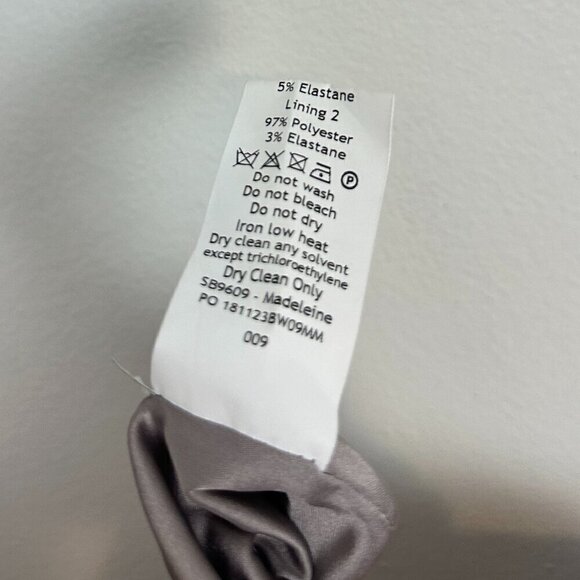 5% Elastane
Lining 2
97% Polyester
3% Elastane
P
Do not wash
Do not bleach
Do not dry
Iron low heat
Dry clean any solvent
except trichloroethylene
Dry Clean Only
SB9609 - Madeleine
PO 181123BW09MM
009